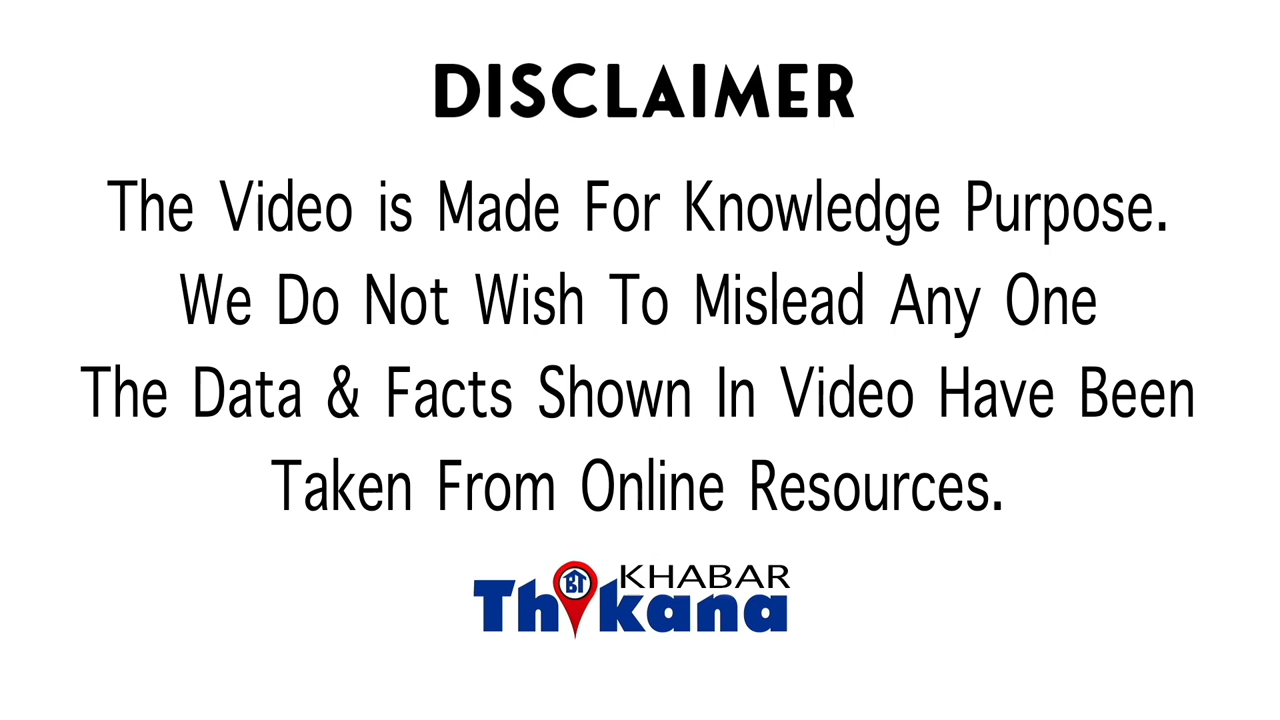 DISCLAIMER
The Video is Made For Knowledge Purpose.
We Do Not Wish To Mislead Any One
The Data & Facts Shown In Video Have Been
Taken From Online Resources.
KHABAR
BT
Thikana